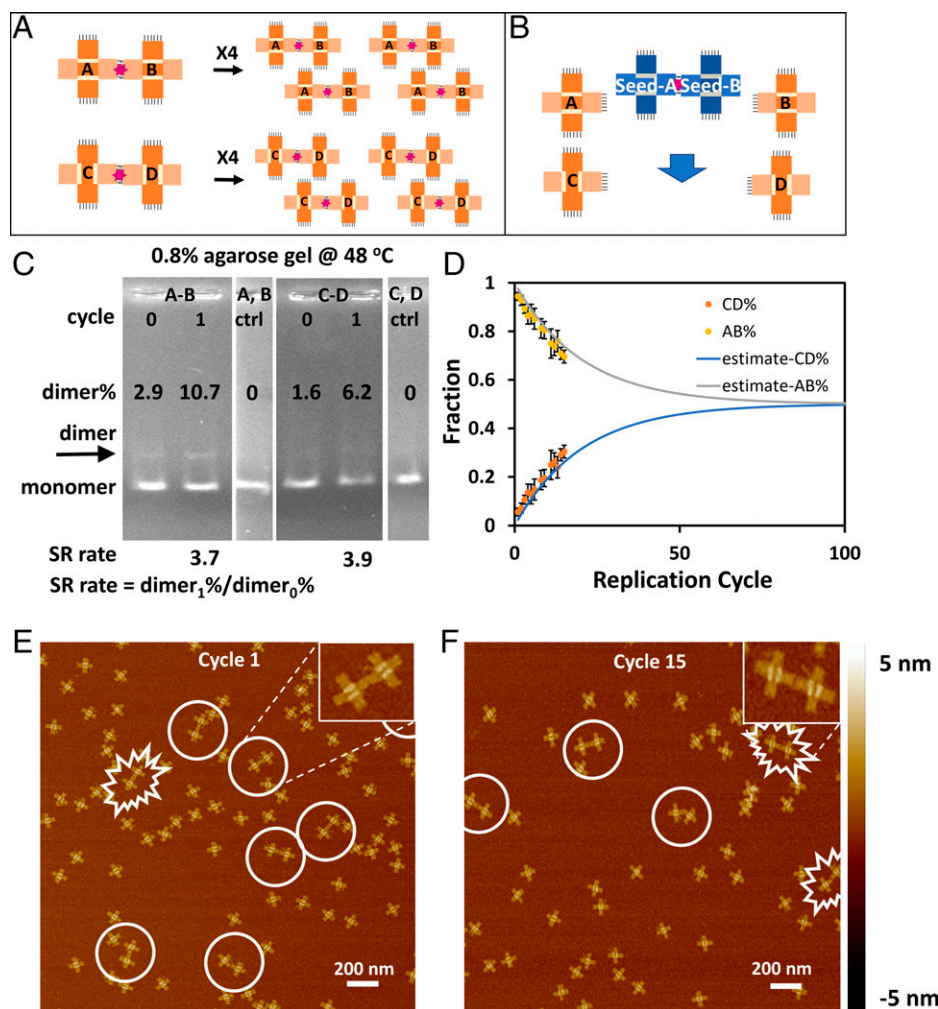 A
A B
X4
A B
A B
A B
A B
C D
X4
C D
C D
C D
C D
B
Seed-A Seed-B
A
B
C
D
C
0.8% agarose gel @ 48 °C
A-B
A, B
C-D
C, D
cycle
0
1
ctrl
0
1
ctrl
dimer%
2.9
10.7
0
1.6
6.2
0
dimer
monomer
SR rate
3.7
3.9
SR rate = dimer₁%/dimer₀%
D
Fraction
1
0.8
0.6
0.4
0.2
0
CD%
AB%
estimate-CD%
estimate-AB%
0
50
100
Replication Cycle
E
Cycle 1
200 nm
F
Cycle 15
200 nm
5 nm
-5 nm